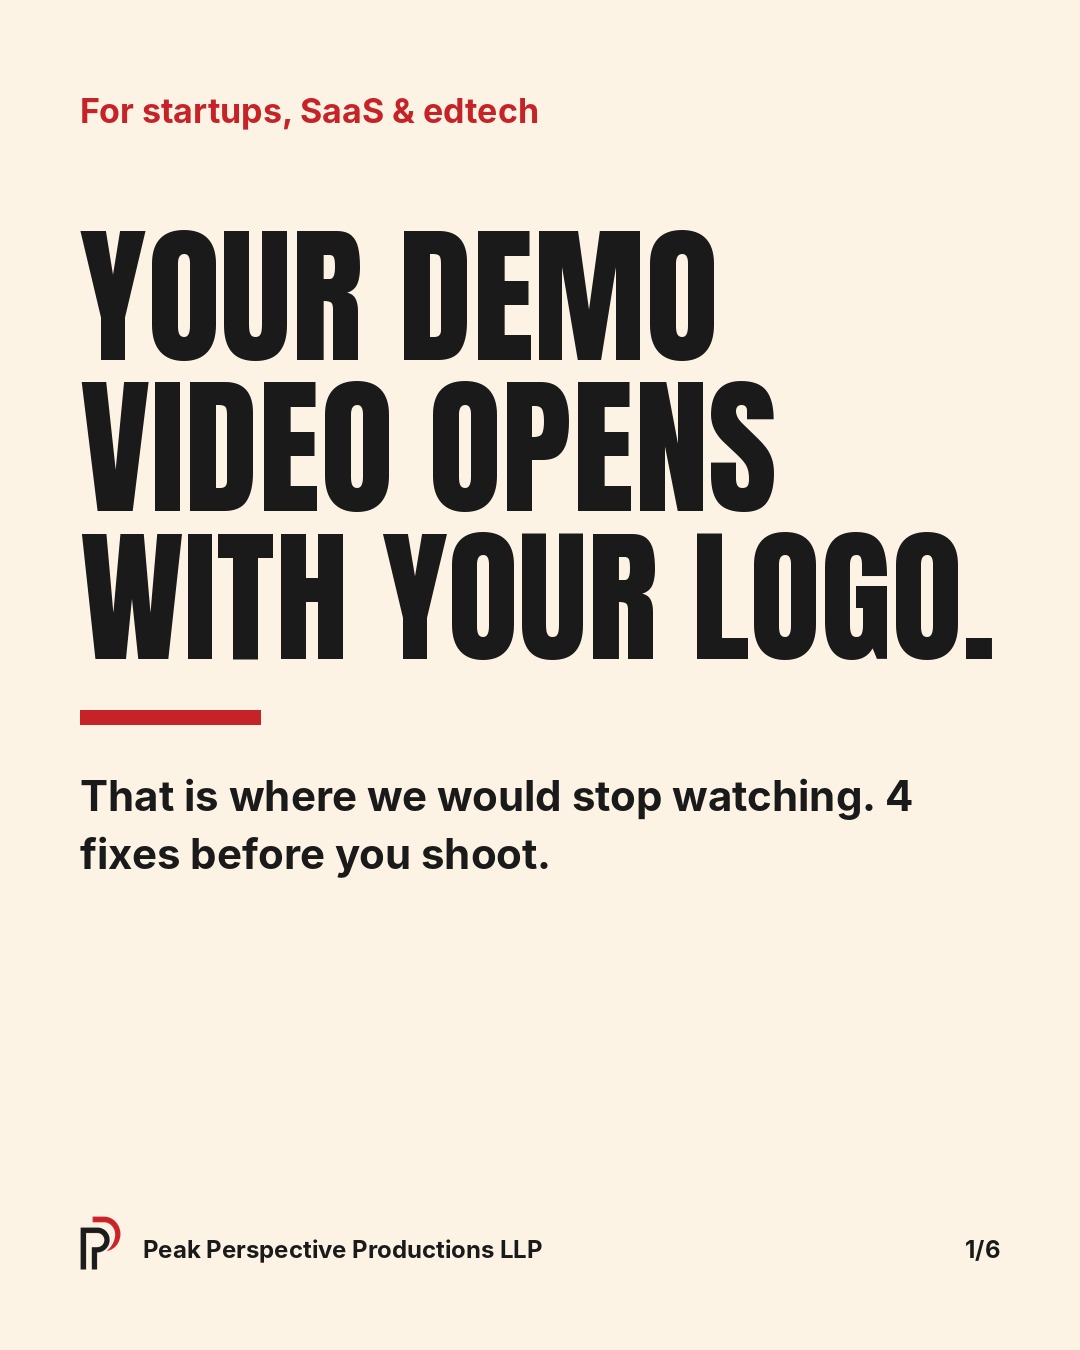 For startups, SaaS & edtech
YOUR DEMO
VIDEO OPENS
WITH YOUR LOGO.
That is where we would stop watching. 4
fixes before you shoot.
Peak Perspective Productions LLP
1/6